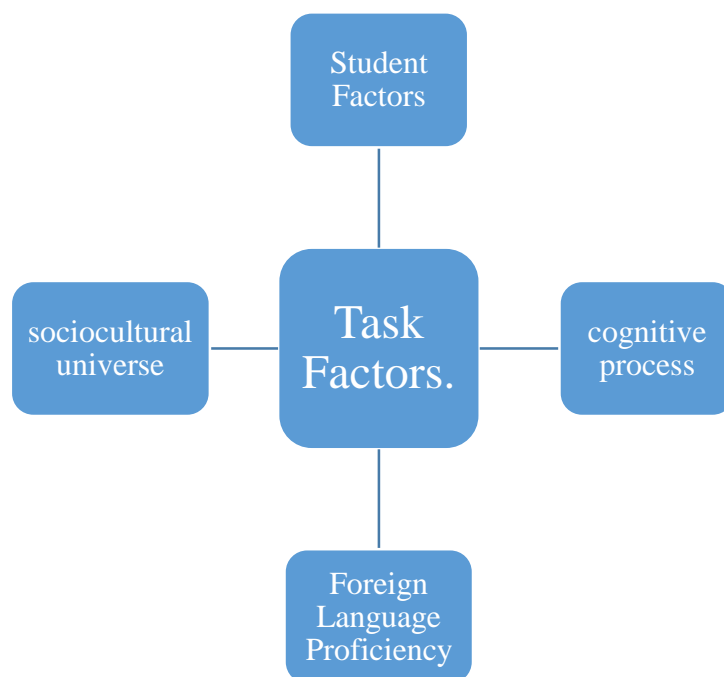 Student
Factors
sociocultural
universe
Task
Factors.
cognitive
process
Foreign
Language
Proficiency